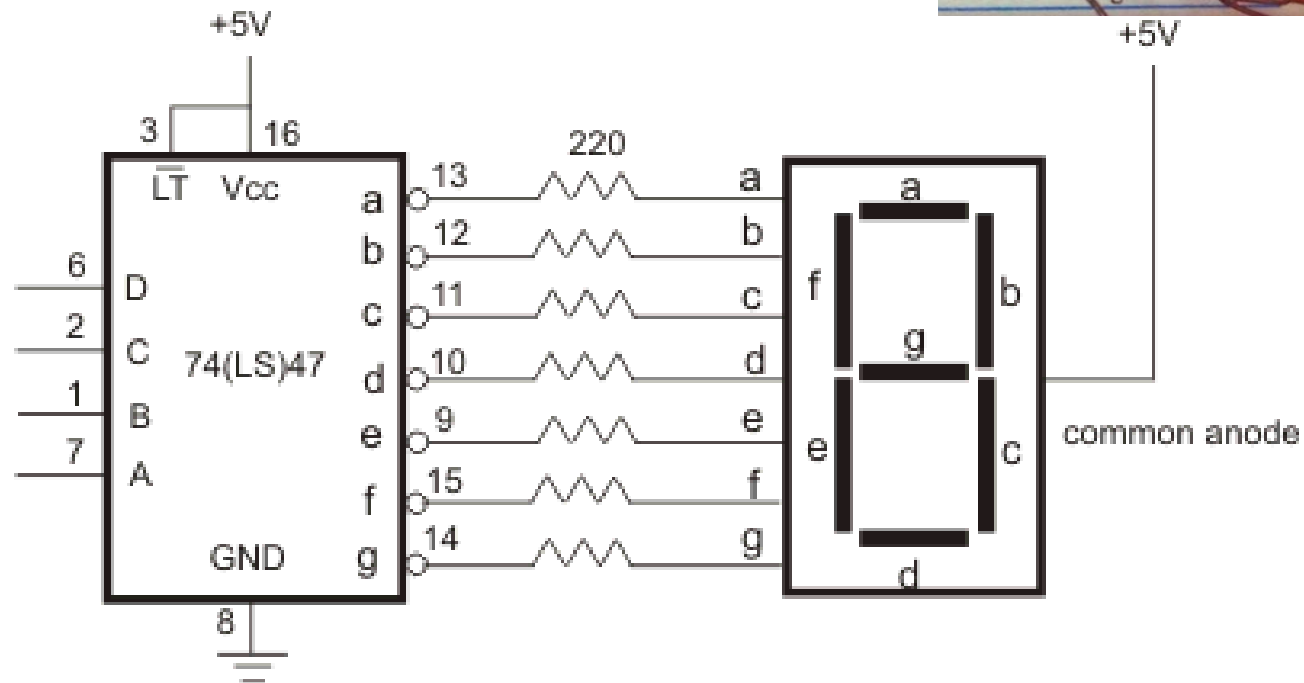 +5V
+5V
3
16
220
LT Vcc
a 13 a a
b 12 b
6 D
f b
c 11 c
2 C
74(LS)47
d 10 d
g
1 B
e 9 e
common anode
e c
7 A
f 15 f
GND
g 14 g
d
8